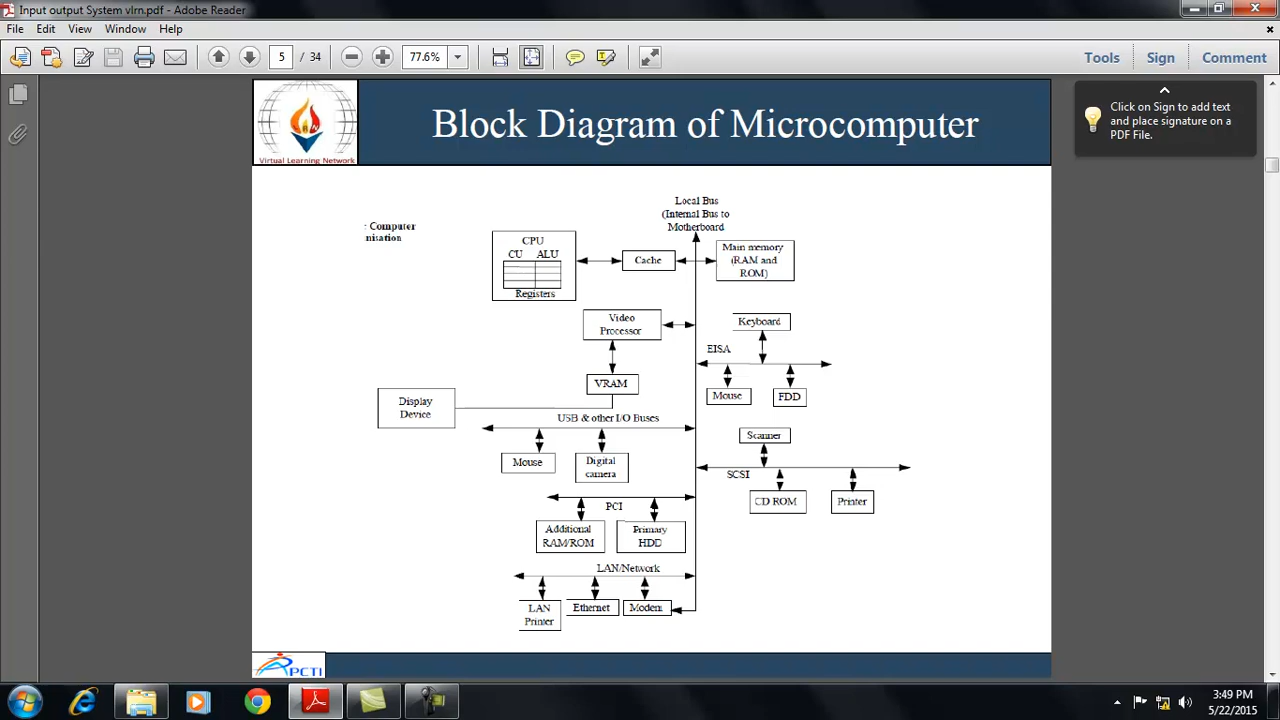 Input output System vlrn.pdf - Adobe Reader
File Edit View Window Help
5 / 34 77.6% Tools Sign Comment
Click on Sign to add text
and place signature on a
PDF File.
Virtual Learning Network
Block Diagram of Microcomputer
: Computer
nisation
Local Bus
(Internal Bus to
Motherboard
CPU
CU ALU
Registers
Cache
Main memory
(RAM and
ROM)
Video
Processor
Keyboard
EISA
VRAM
Mouse
FDD
Display
Device
USB & other I/O Buses
Scanner
Mouse
Digital
camera
SCSI
CD ROM
Printer
PCI
Additional
RAM/ROM
Primary
HDD
LAN/Network
LAN
Printer
Ethernet
Modem
PCTI
3:49 PM
5/22/2015